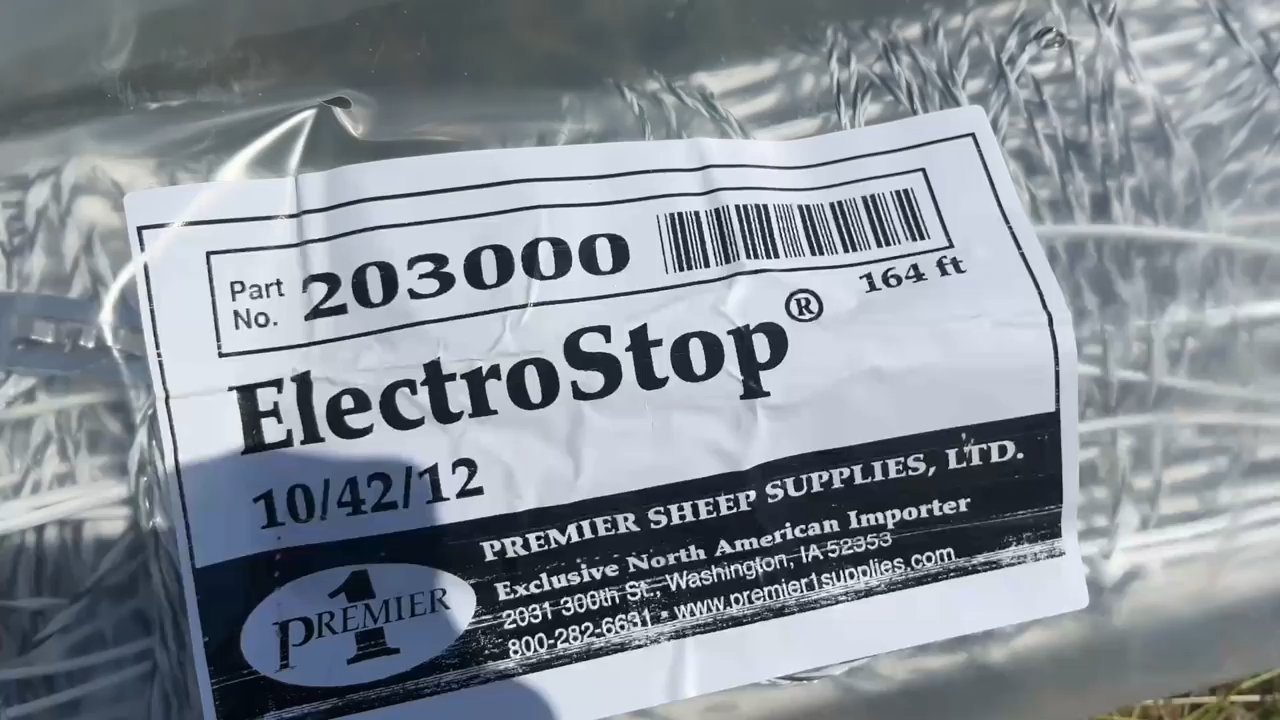 Part No. 203000
164 ft
ElectroStop®
10/42/12
PREMIER SHEEP SUPPLIES, LTD.
Exclusive North American Importer
2031 300th St., Washington, IA 52353
800-282-6631 - www.premier1supplies.com
PREMIER 1